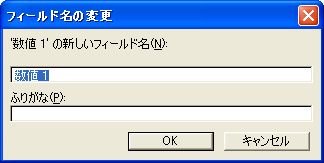 フィールド名の変更
'数値 1' の新しいフィールド名(N):
数値 1
ふりがな(P):
OK
キャンセル